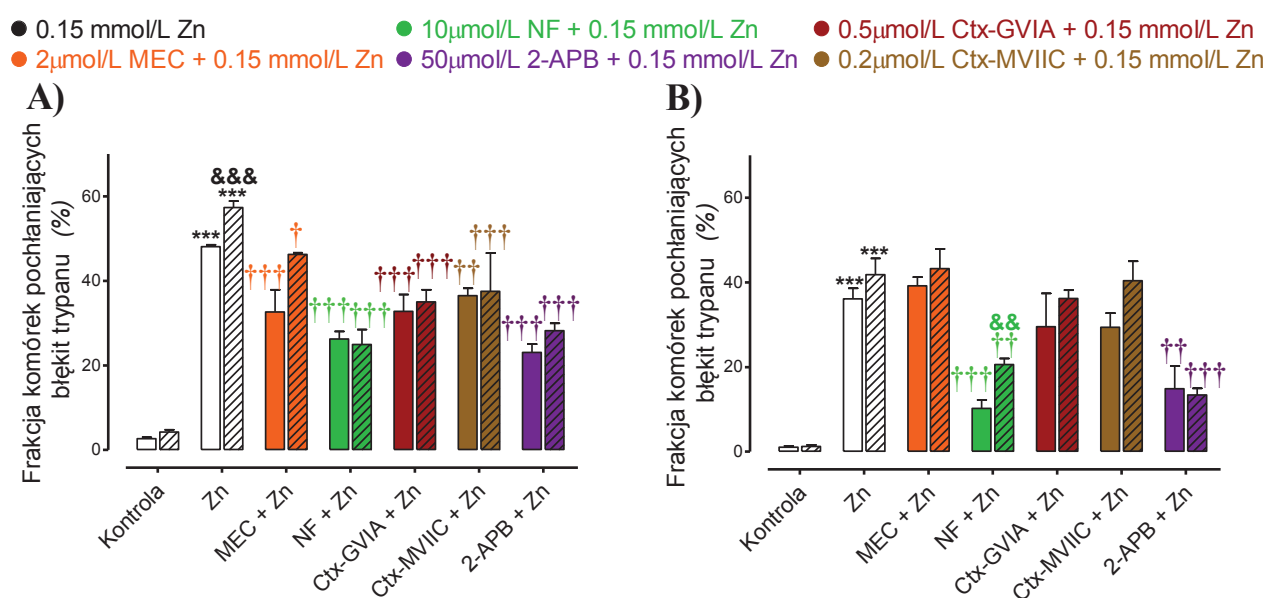 0.15 mmol/L Zn
10μmol/L NF + 0.15 mmol/L Zn
0.5μmol/L Ctx-GVIA + 0.15 mmol/L Zn
2μmol/L MEC + 0.15 mmol/L Zn
50μmol/L 2-APB + 0.15 mmol/L Zn
0.2μmol/L Ctx-MVIIC + 0.15 mmol/L Zn
A)
Frakcja komórek pochłaniających
błękit trypanu (%)
60
40
20
0
***
&&&
***
†††
†
†††
†††
†††
†††
††
†††
†††
†††
Kontrola
Zn
MEC + Zn
NF + Zn
Ctx-GVIA + Zn
Ctx-MVIIC + Zn
2-APB + Zn
B)
Frakcja komórek pochłaniających
błękit trypanu (%)
60
40
20
0
***
***
†††
&&
††
††
†††
Kontrola
Zn
MEC + Zn
NF + Zn
Ctx-GVIA + Zn
Ctx-MVIIC + Zn
2-APB + Zn